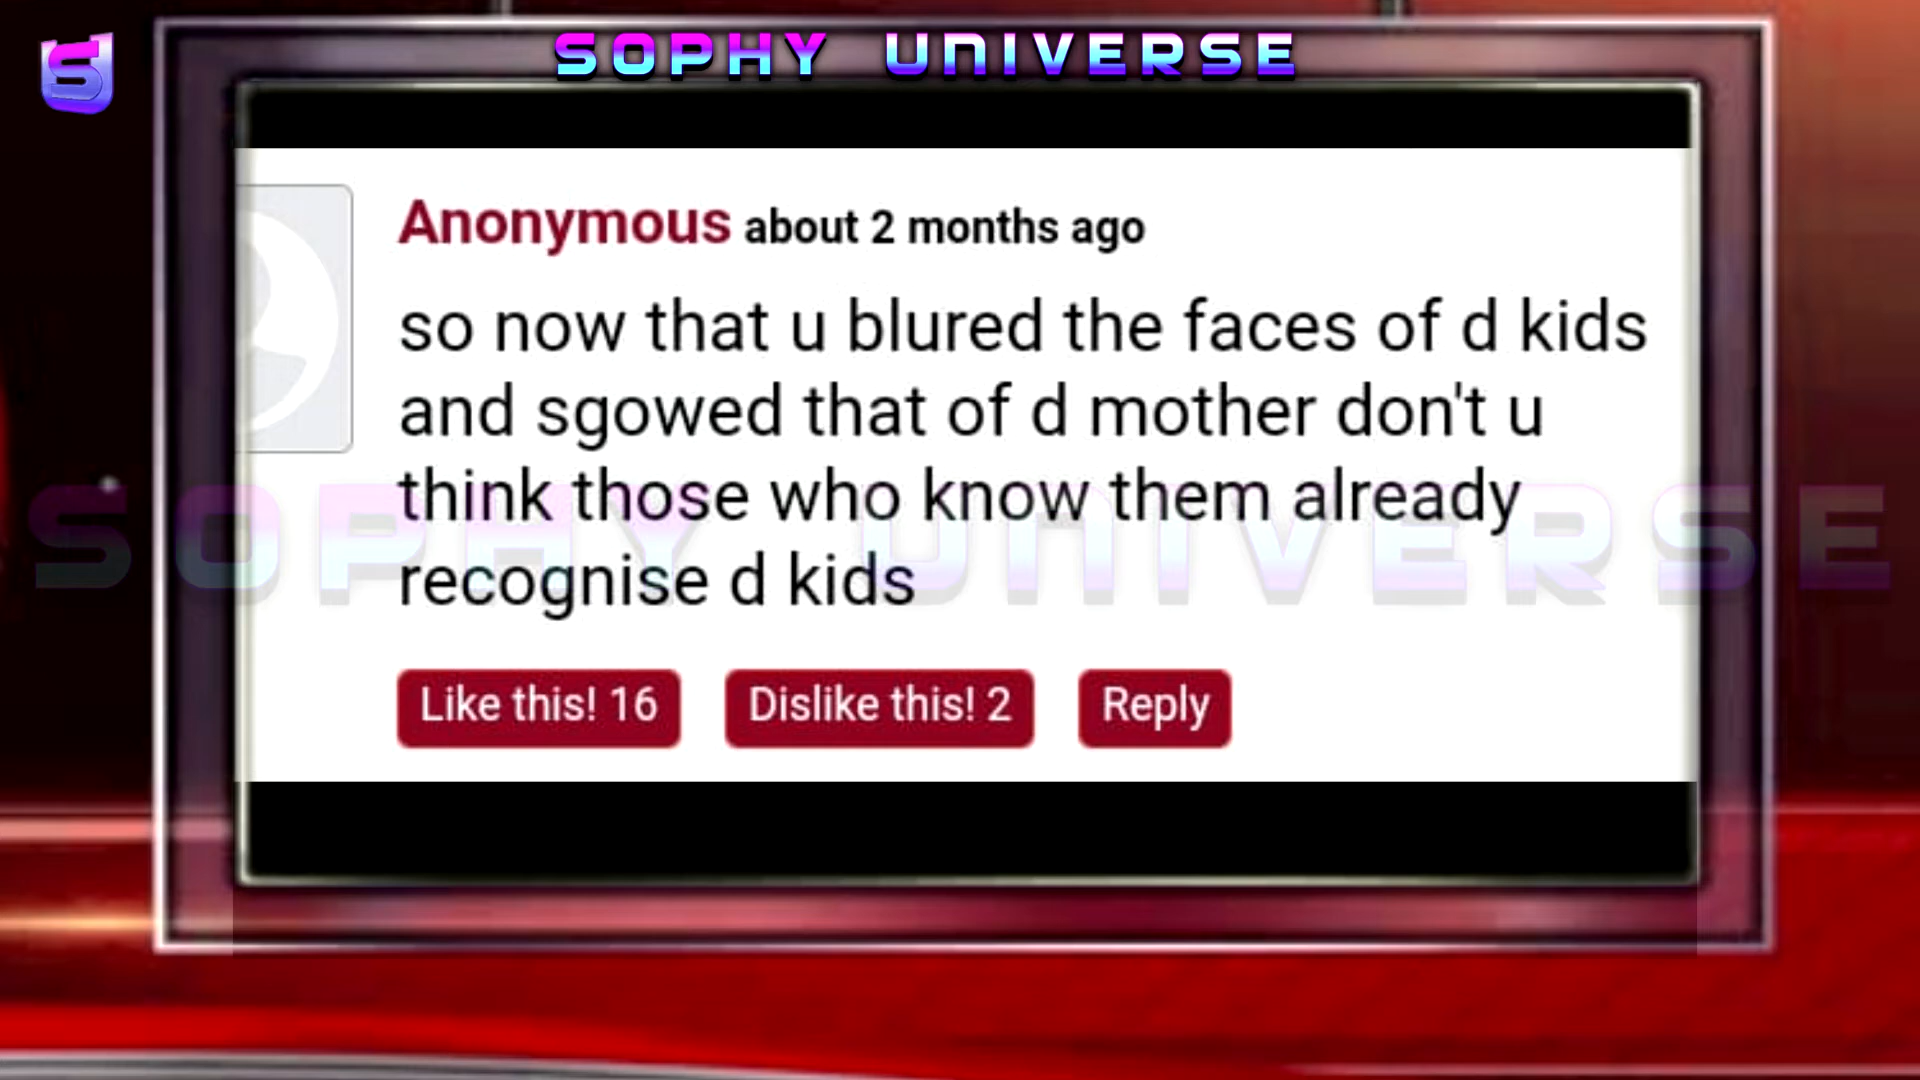 SOPHY UNIVERSE
S
Anonymous about 2 months ago
so now that u blured the faces of d kids
and sgowed that of d mother don't u
think those who know them already
recognise d kids
SOPHY UNIVERSE
Like this! 16 Dislike this! 2 Reply